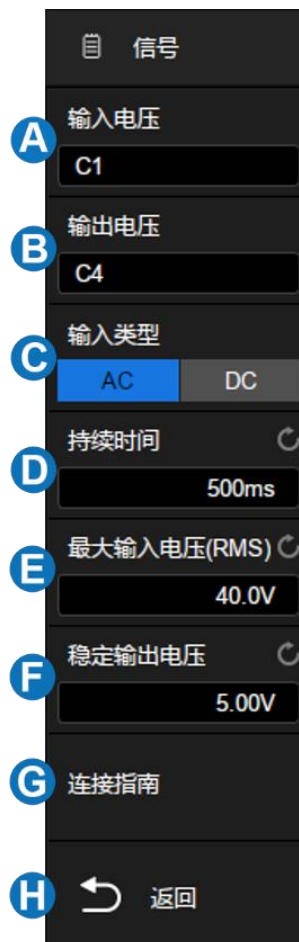 信号
A 输入电压
C1
B 输出电压
C4
C 输入类型
AC DC
D 持续时间
500ms
E 最大输入电压(RMS)
40.0V
F 稳定输出电压
5.00V
G 连接指南
H 返回